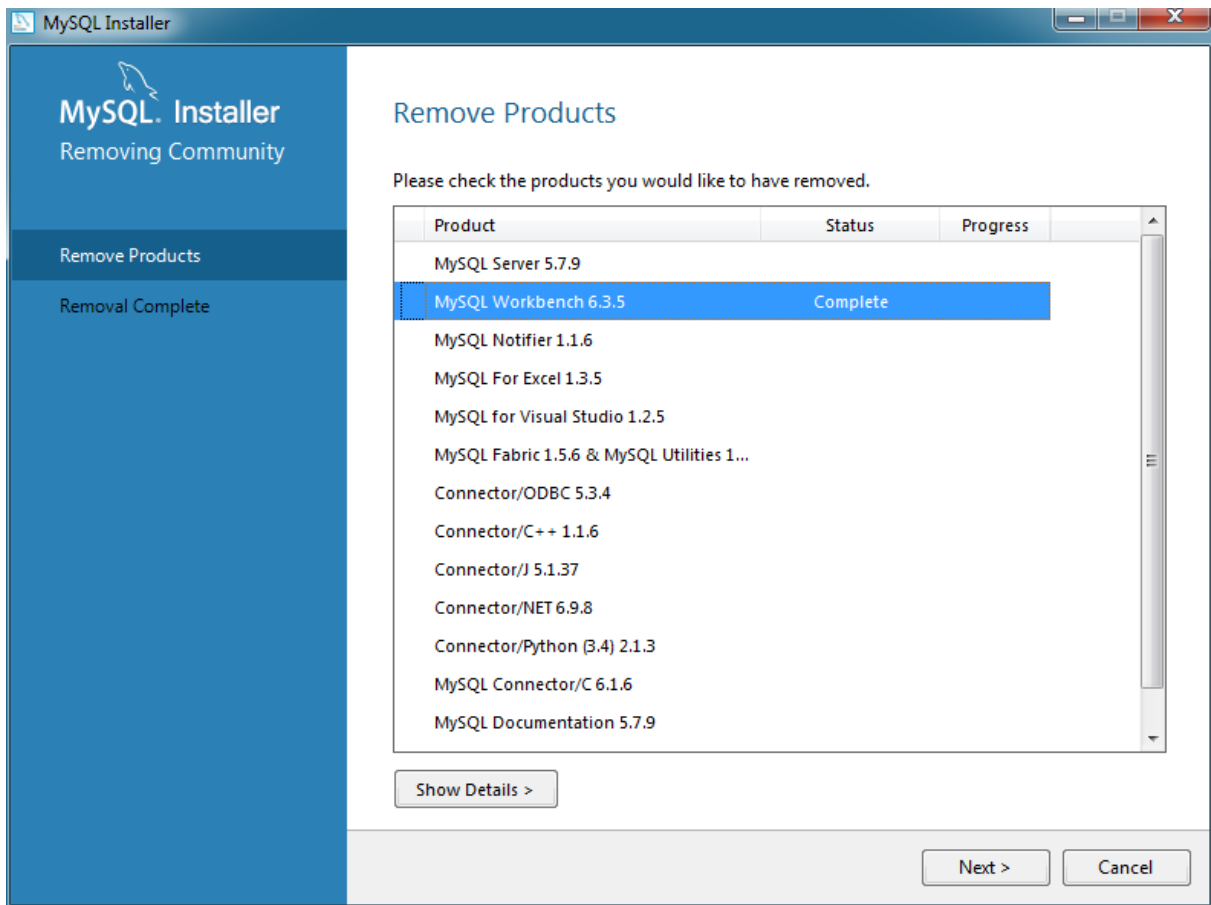 MySQL Installer
MySQL. Installer
Removing Community
Remove Products
Removal Complete
Remove Products
Please check the products you would like to have removed.
Product Status Progress
MySQL Server 5.7.9
MySQL Workbench 6.3.5 Complete
MySQL Notifier 1.1.6
MySQL For Excel 1.3.5
MySQL for Visual Studio 1.2.5
MySQL Fabric 1.5.6 & MySQL Utilities 1...
Connector/ODBC 5.3.4
Connector/C++ 1.1.6
Connector/J 5.1.37
Connector/NET 6.9.8
Connector/Python (3.4) 2.1.3
MySQL Connector/C 6.1.6
MySQL Documentation 5.7.9
Show Details >
Next > Cancel